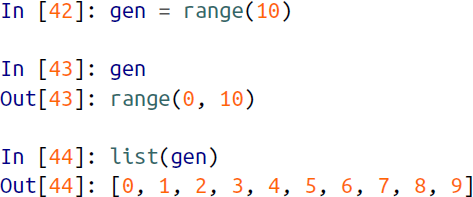 In [42]: gen = range(10)
In [43]: gen
Out[43]: range(0, 10)
In [44]: list(gen)
Out[44]: [0, 1, 2, 3, 4, 5, 6, 7, 8, 9]